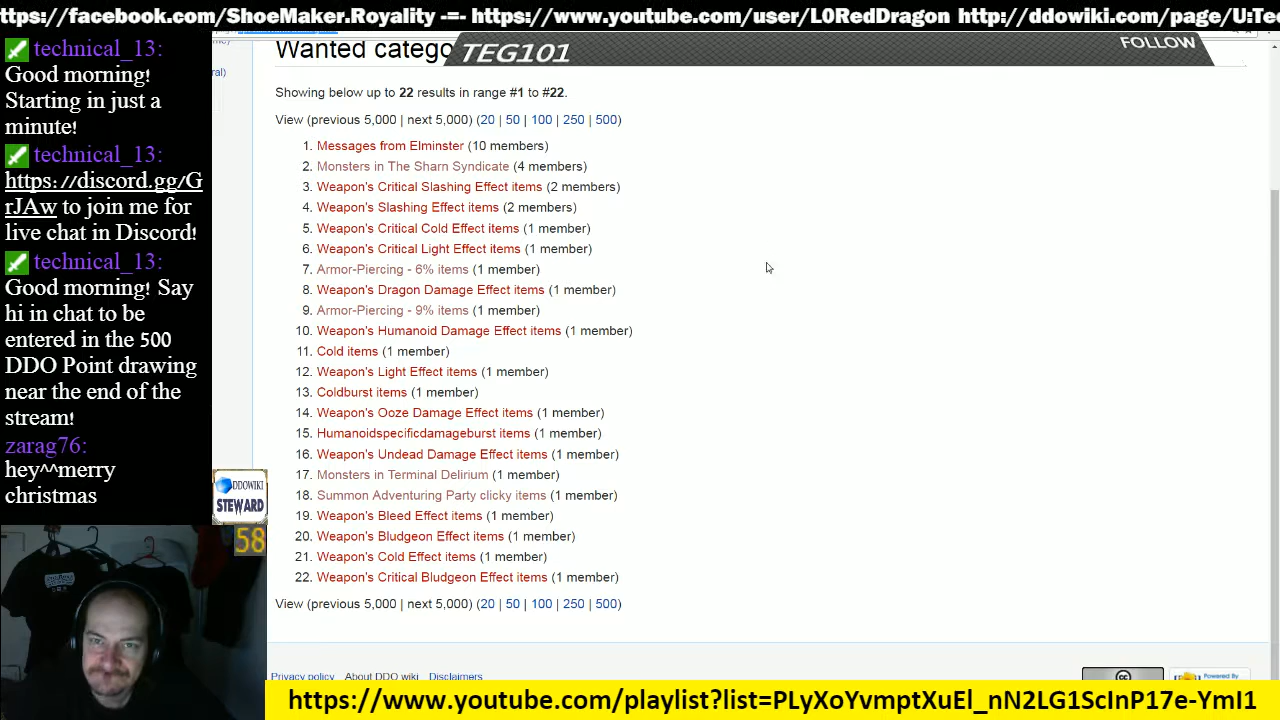 ttps://facebook.com/ShoeMaker.Royality -=- https://www.youtube.com/user/L0RedDragon http://ddowiki.com/page/U:Tec
technical_13:
Good morning!
Starting in just a
minute!
technical_13:
https://discord.gg/G
rJAw to join me for
live chat in Discord!
technical_13:
Good morning! Say
hi in chat to be
entered in the 500
DDO Point drawing
near the end of the
stream!
zarag76:
hey^^merry
christmas
DDOWIKI
STEWARD
58
ral)
Wanted catego
TEG101
FOLLOW
Showing below up to 22 results in range #1 to #22.
View (previous 5,000 | next 5,000) (20 | 50 | 100 | 250 | 500)
1. Messages from Elminster (10 members)
2. Monsters in The Sharn Syndicate (4 members)
3. Weapon's Critical Slashing Effect items (2 members)
4. Weapon's Slashing Effect items (2 members)
5. Weapon's Critical Cold Effect items (1 member)
6. Weapon's Critical Light Effect items (1 member)
7. Armor-Piercing - 6% items (1 member)
8. Weapon's Dragon Damage Effect items (1 member)
9. Armor-Piercing - 9% items (1 member)
10. Weapon's Humanoid Damage Effect items (1 member)
11. Cold items (1 member)
12. Weapon's Light Effect items (1 member)
13. Coldburst items (1 member)
14. Weapon's Ooze Damage Effect items (1 member)
15. Humanoidspecificdamageburst items (1 member)
16. Weapon's Undead Damage Effect items (1 member)
17. Monsters in Terminal Delirium (1 member)
18. Summon Adventuring Party clicky items (1 member)
19. Weapon's Bleed Effect items (1 member)
20. Weapon's Bludgeon Effect items (1 member)
21. Weapon's Cold Effect items (1 member)
22. Weapon's Critical Bludgeon Effect items (1 member)
View (previous 5,000 | next 5,000) (20 | 50 | 100 | 250 | 500)
Privacy policy About DDO wiki Disclaimers
Powered By
https://www.youtube.com/playlist?list=PLyXoYvmptXuEl_nN2LG1ScInP17e-YmI1